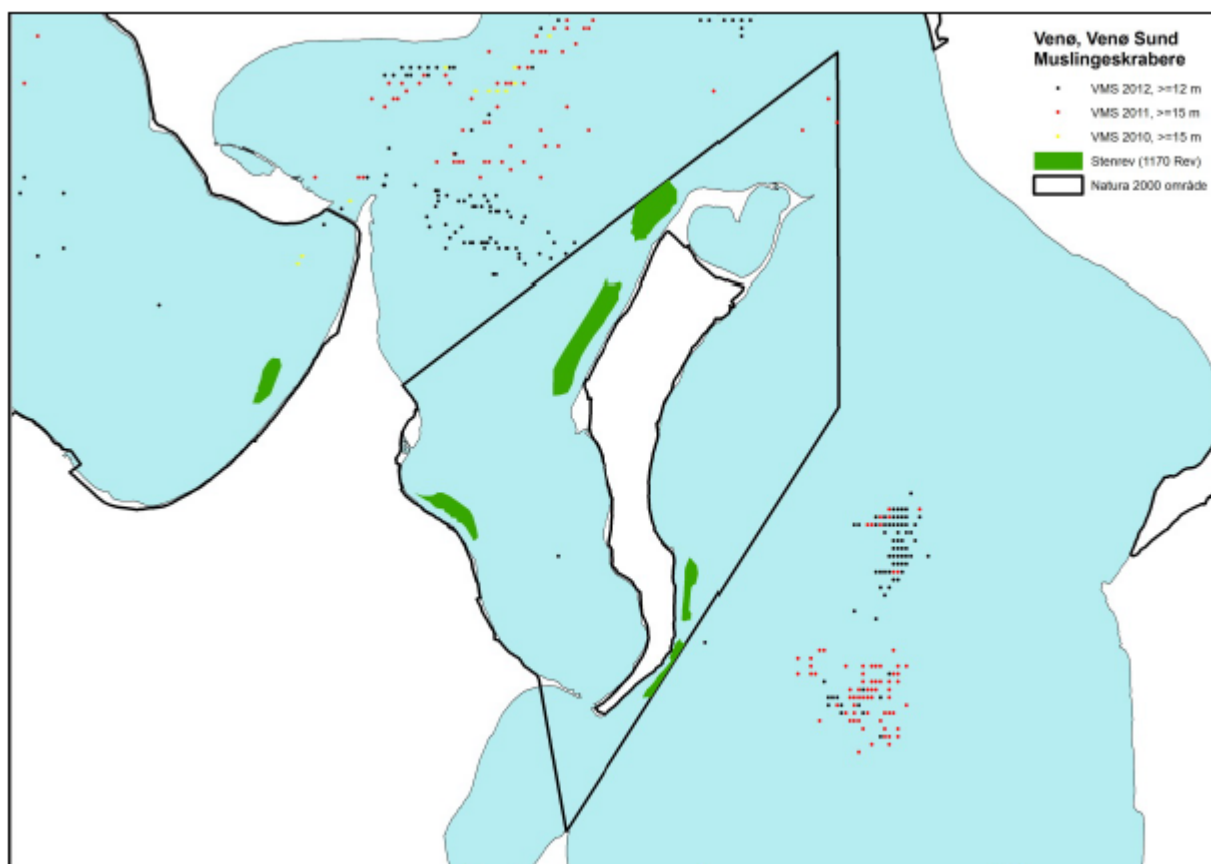 Venø, Venø Sund
Muslingeskrabere
VMS 2012, >=12 m
VMS 2011, >=15 m
VMS 2010, >=15 m
Stenrev (1170 Rev)
Natura 2000 område